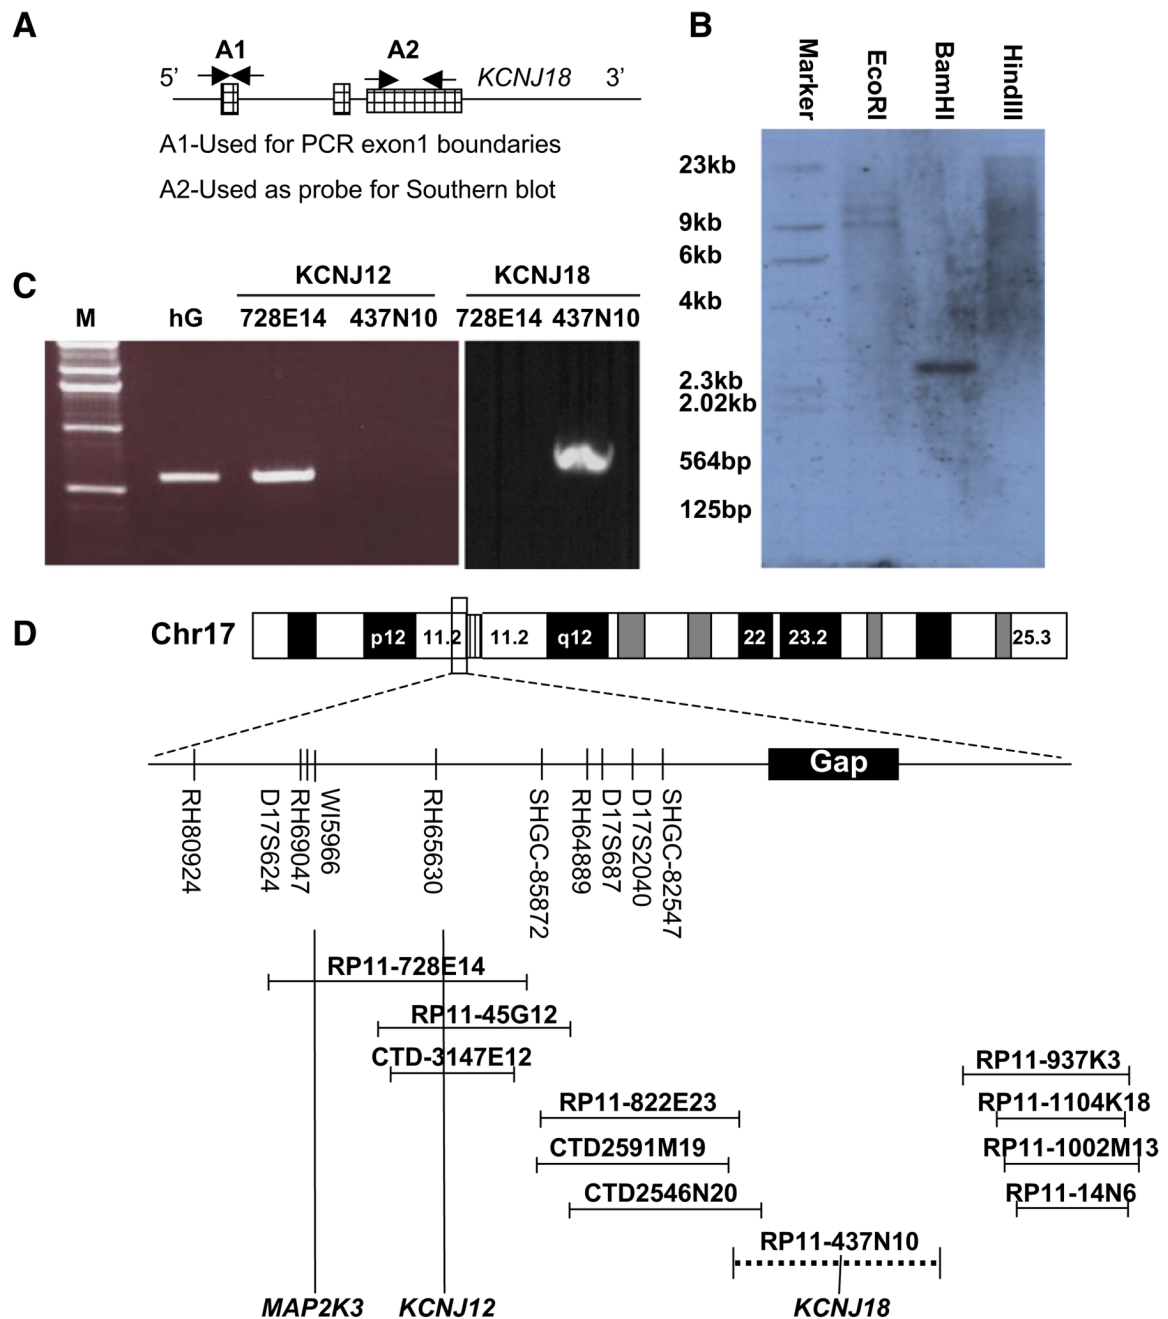 A
A1
A2
5’
KCNJ18
3’
A1-Used for PCR exon1 boundaries
A2-Used as probe for Southern blot
B
Marker
EcoRI
BamHI
HindIII
23kb
9kb
6kb
4kb
2.3kb
2.02kb
564bp
125bp
C
KCNJ12
KCNJ18
M
hG
728E14
437N10
728E14
437N10
D
Chr17
p12
11.2
11.2
q12
22
23.2
25.3
Gap
RH80924
D17S624
RH69047
WI5966
RH65630
SHGC-85872
RH64889
D17S687
D17S2040
SHGC-82547
RP11-728E14
RP11-45G12
CTD-3147E12
RP11-937K3
RP11-822E23
RP11-1104K18
CTD2591M19
RP11-1002M13
CTD2546N20
RP11-14N6
RP11-437N10
MAP2K3
KCNJ12
KCNJ18